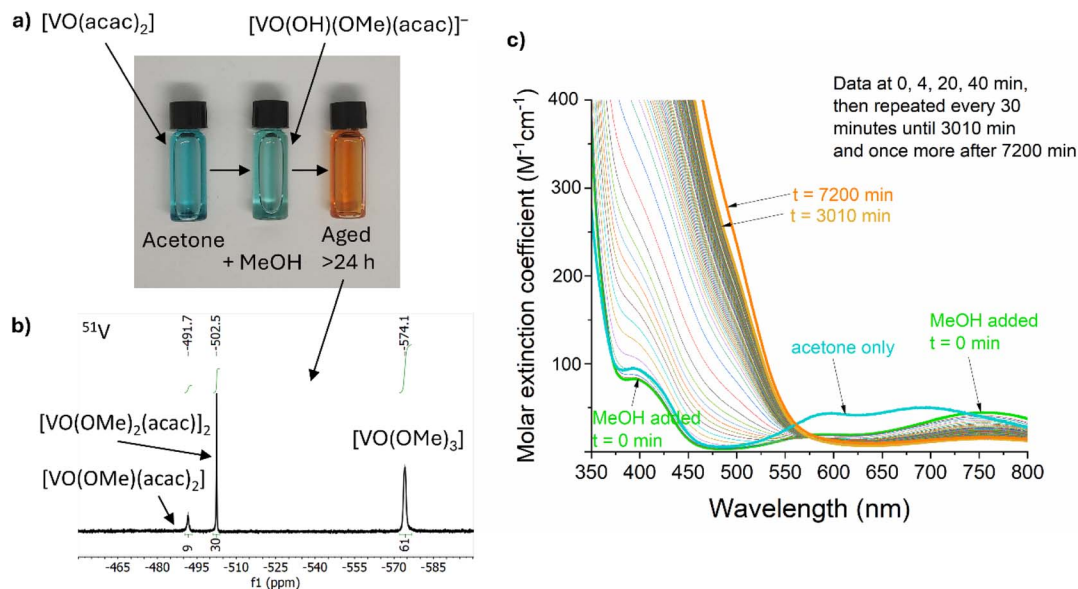 a)
[VO(acac)₂]
[VO(OH)(OMe)(acac)]⁻
Acetone
+ MeOH
Aged
>24 h
b)
⁵¹V
--491.7
--502.5
--574.1
[VO(OMe)₂(acac)]₂
[VO(OMe)(acac)₂]
[VO(OMe)₃]
9
30
61
-465 -490 -510 -525 -540 -555 -570 -585
f1 (ppm)
c)
Data at 0, 4, 20, 40 min,
then repeated every 30
minutes until 3010 min
and once more after 7200 min
t = 7200 min
t = 3010 min
MeOH added
t = 0 min
acetone only
MeOH added
t = 0 min
Molar extinction coefficient (M⁻¹cm⁻¹)
400
300
200
100
350 400 450 500 550 600 650 700 750 800
Wavelength (nm)